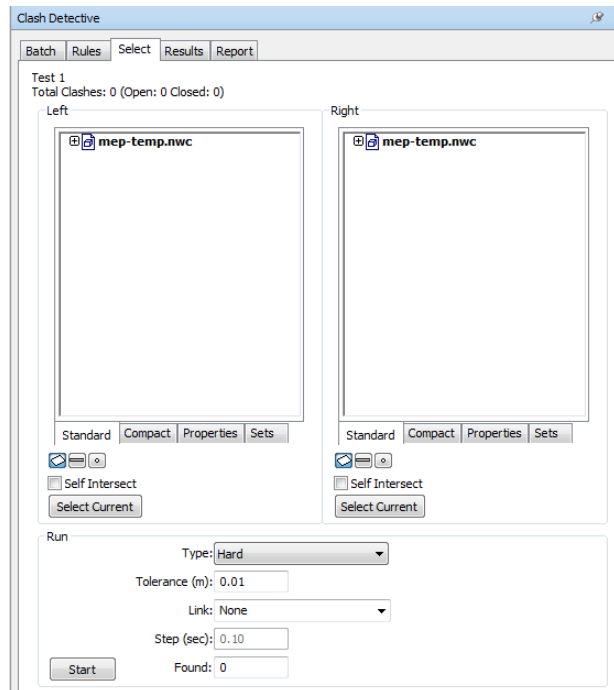 Clash Detective
Batch Rules Select Results Report
Test 1
Total Clashes: 0 (Open: 0 Closed: 0)
Left
mep-temp.nwc
Standard Compact Properties Sets
Self Intersect
Select Current
Right
mep-temp.nwc
Standard Compact Properties Sets
Self Intersect
Select Current
Run
Type: Hard
Tolerance (m): 0.01
Link: None
Step (sec): 0.10
Start Found: 0